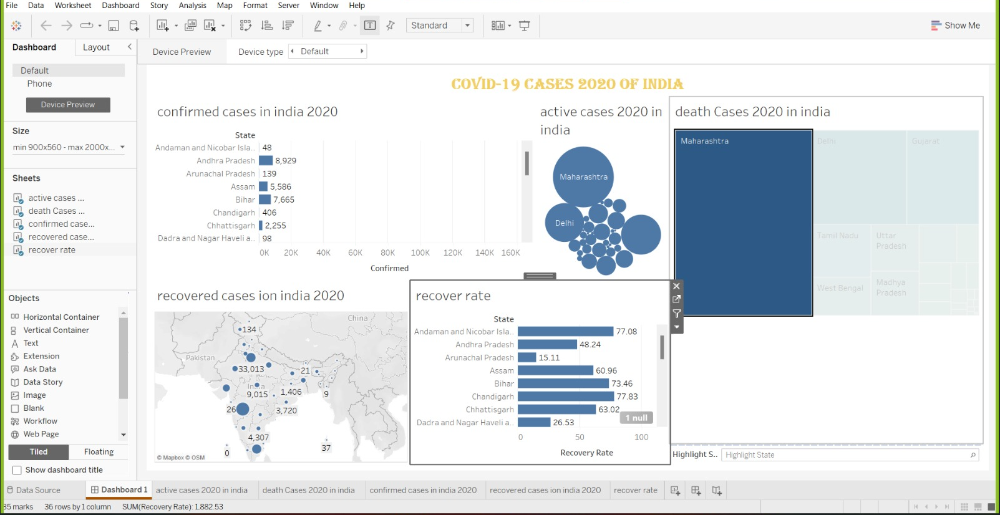 File Data Worksheet Dashboard Story Analysis Map Format Server Window Help
Standard
Show Me
Dashboard Layout
Device Preview Device type Default
Default
Phone
Device Preview
Size
min 900x560 - max 2000x...
Sheets
active cases ...
death Cases ...
confirmed case...
recovered case...
recover rate
Objects
Horizontal Container
Vertical Container
Text
Extension
Ask Data
Data Story
Image
Blank
Workflow
Web Page
Tiled Floating
Show dashboard title
COVID-19 CASES 2020 OF INDIA
confirmed cases in india 2020
State
Andaman and Nicobar Isla.. 48
Andhra Pradesh 8,929
Arunachal Pradesh 139
Assam 5,586
Bihar 7,665
Chandigarh 406
Chhattisgarh 2,255
Dadra and Nagar Haveli a.. 98
0K 20K 40K 60K 80K 100K 120K 140K 160K
Confirmed
active cases 2020 in
india
Maharashtra
Delhi
death Cases 2020 in india
Maharashtra
Delhi
Gujarat
Tamil Nadu
Uttar
Pradesh
West Bengal
Madhya
Pradesh
recovered cases ion india 2020
China
134
Pakistan
33,013
21
India
9,015
1,406
9
26
3,720
4,307
0
37
© Mapbox © OSM
recover rate
State
Andaman and Nicobar Isla.. 77.08
Andhra Pradesh 48.24
Arunachal Pradesh 15.11
Assam 60.96
Bihar 73.46
Chandigarh 77.83
Chhattisgarh 63.02
Dadra and Nagar Haveli a.. 26.53
1 null
0 50 100
Recovery Rate
Highlight S.. Highlight State
Data Source Dashboard 1 active cases 2020 in india death Cases 2020 in india confirmed cases in india 2020 recovered cases ion india 2020 recover rate
35 marks 36 rows by 1 column SUM(Recovery Rate): 1,882.53